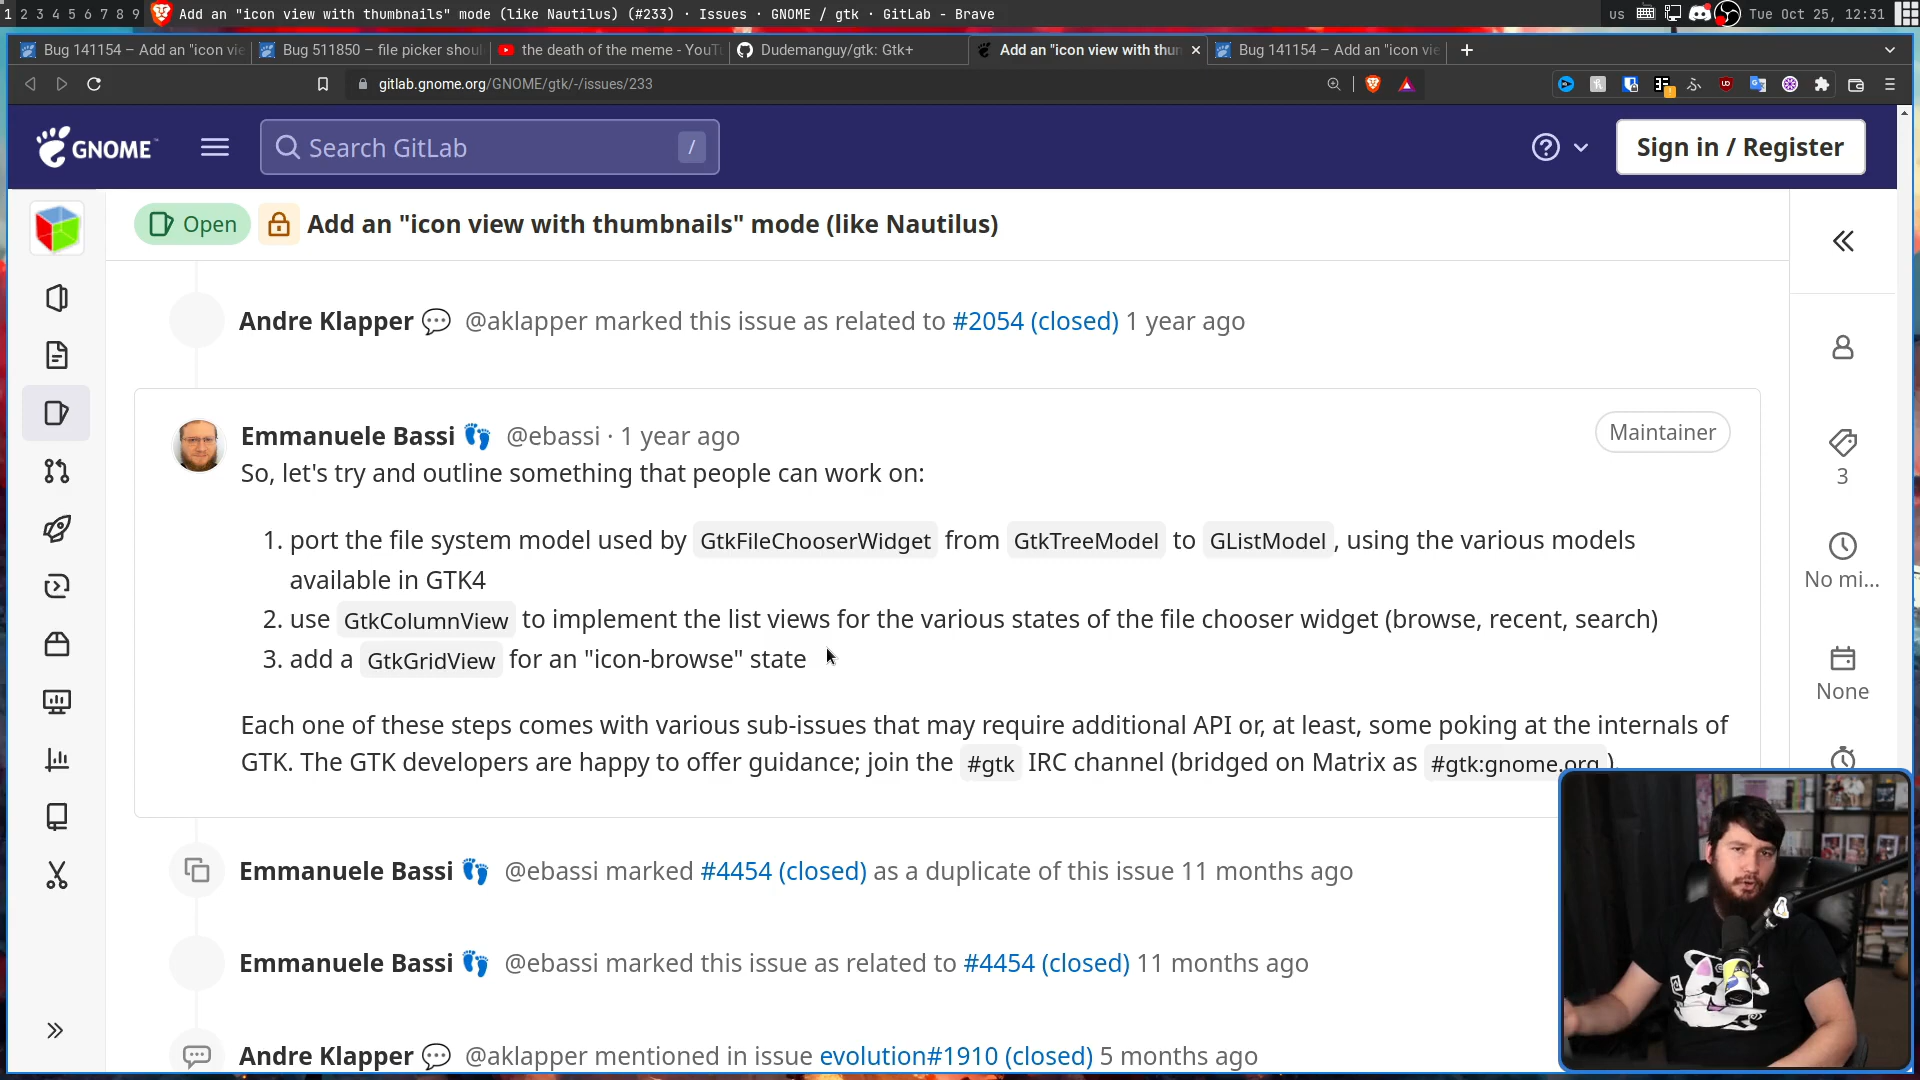 1 2 3 4 5 6 7 8 9 Add an "icon view with thumbnails" mode (like Nautilus) (#233) · Issues · GNOME / gtk · GitLab - Brave us Tue Oct 25, 12:31
Bug 141154 – Add an "icon vie Bug 511850 – file picker shoul the death of the meme - YouTu Dudemanguy/gtk: Gtk+ Add an "icon view with thun × Bug 141154 – Add an "icon vie +
gitlab.gnome.org/GNOME/gtk/-/issues/233
GNOME Search GitLab / Sign in / Register
Open Add an "icon view with thumbnails" mode (like Nautilus)
Andre Klapper @aklapper marked this issue as related to #2054 (closed) 1 year ago
Emmanuele Bassi @ebassi · 1 year ago Maintainer
So, let's try and outline something that people can work on:
1. port the file system model used by GtkFileChooserWidget from GtkTreeModel to GListModel, using the various models
available in GTK4
2. use GtkColumnView to implement the list views for the various states of the file chooser widget (browse, recent, search)
3. add a GtkGridView for an "icon-browse" state
Each one of these steps comes with various sub-issues that may require additional API or, at least, some poking at the internals of
GTK. The GTK developers are happy to offer guidance; join the #gtk IRC channel (bridged on Matrix as #gtk:gnome.org).
Emmanuele Bassi @ebassi marked #4454 (closed) as a duplicate of this issue 11 months ago
Emmanuele Bassi @ebassi marked this issue as related to #4454 (closed) 11 months ago
Andre Klapper @aklapper mentioned in issue evolution#1910 (closed) 5 months ago
3
No mi...
None